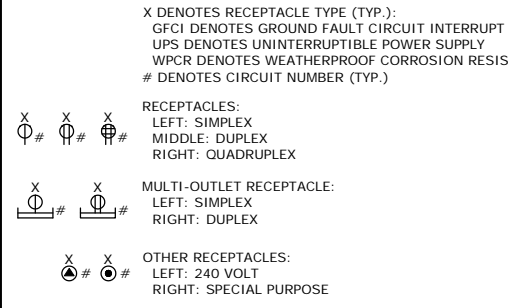 X DENOTES RECEPTACLE TYPE (TYP.):
GFCI DENOTES GROUND FAULT CIRCUIT INTERRUPT
UPS DENOTES UNINTERRUPTIBLE POWER SUPPLY
WPCR DENOTES WEATHERPROOF CORROSION RESIS
# DENOTES CIRCUIT NUMBER (TYP.)
X X X
# # #
RECEPTACLES:
LEFT: SIMPLEX
MIDDLE: DUPLEX
RIGHT: QUADRUPLEX
X X
# #
MULTI-OUTLET RECEPTACLE:
LEFT: SIMPLEX
RIGHT: DUPLEX
X X
# #
OTHER RECEPTACLES:
LEFT: 240 VOLT
RIGHT: SPECIAL PURPOSE